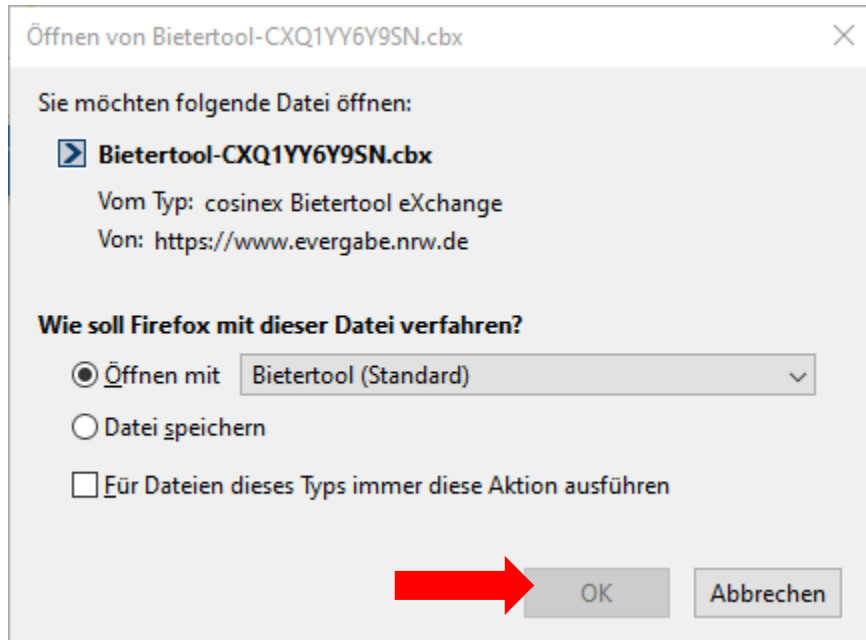 Öffnen von Bietertool-CXQ1YY6Y9SN.cbx
Sie möchten folgende Datei öffnen:
Bietertool-CXQ1YY6Y9SN.cbx
Vom Typ: cosinex Bietertool eXchange
Von: https://www.evergabe.nrw.de
Wie soll Firefox mit dieser Datei verfahren?
Öffnen mit Bietertool (Standard)
Datei speichern
Für Dateien dieses Typs immer diese Aktion ausführen
OK Abbrechen